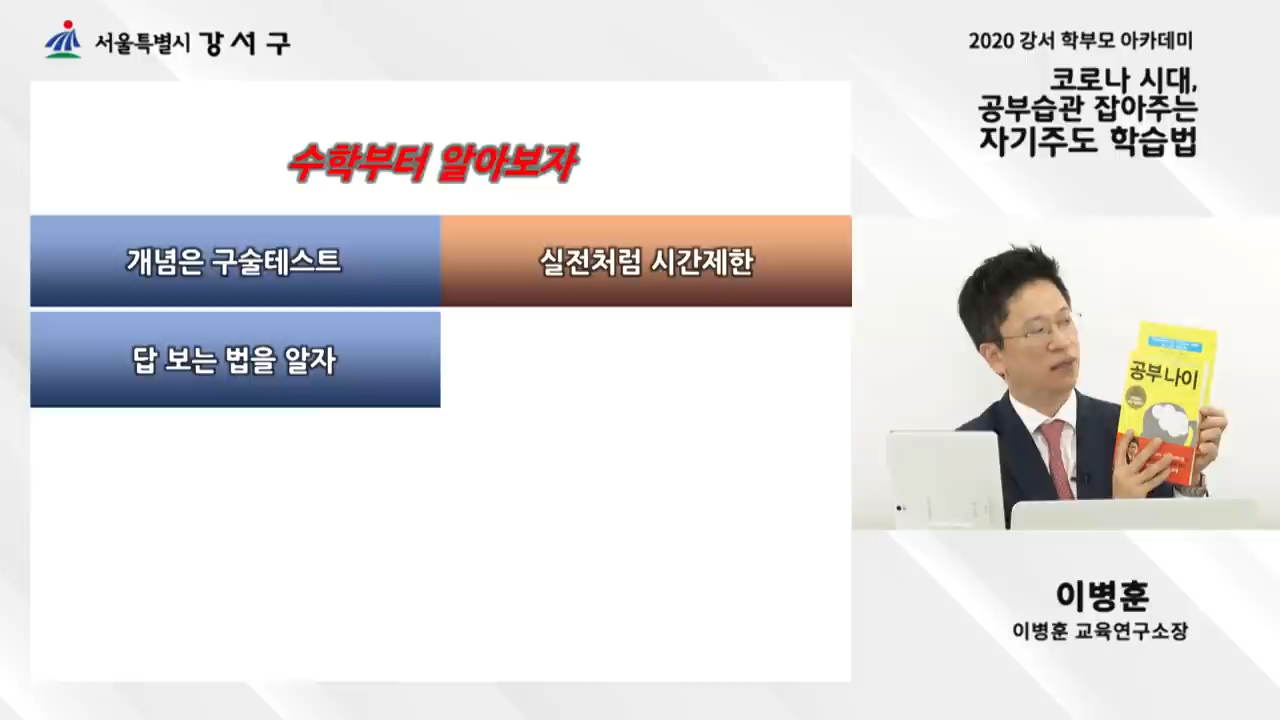 서울특별시 강서구
2020 강서 학부모 아카데미
코로나 시대,
공부습관 잡아주는
자기주도 학습법
수학부터 알아보자
개념은 구술테스트
실전처럼 시간제한
답 보는 법을 알자
공부 나이
이병훈
이병훈 교육연구소장